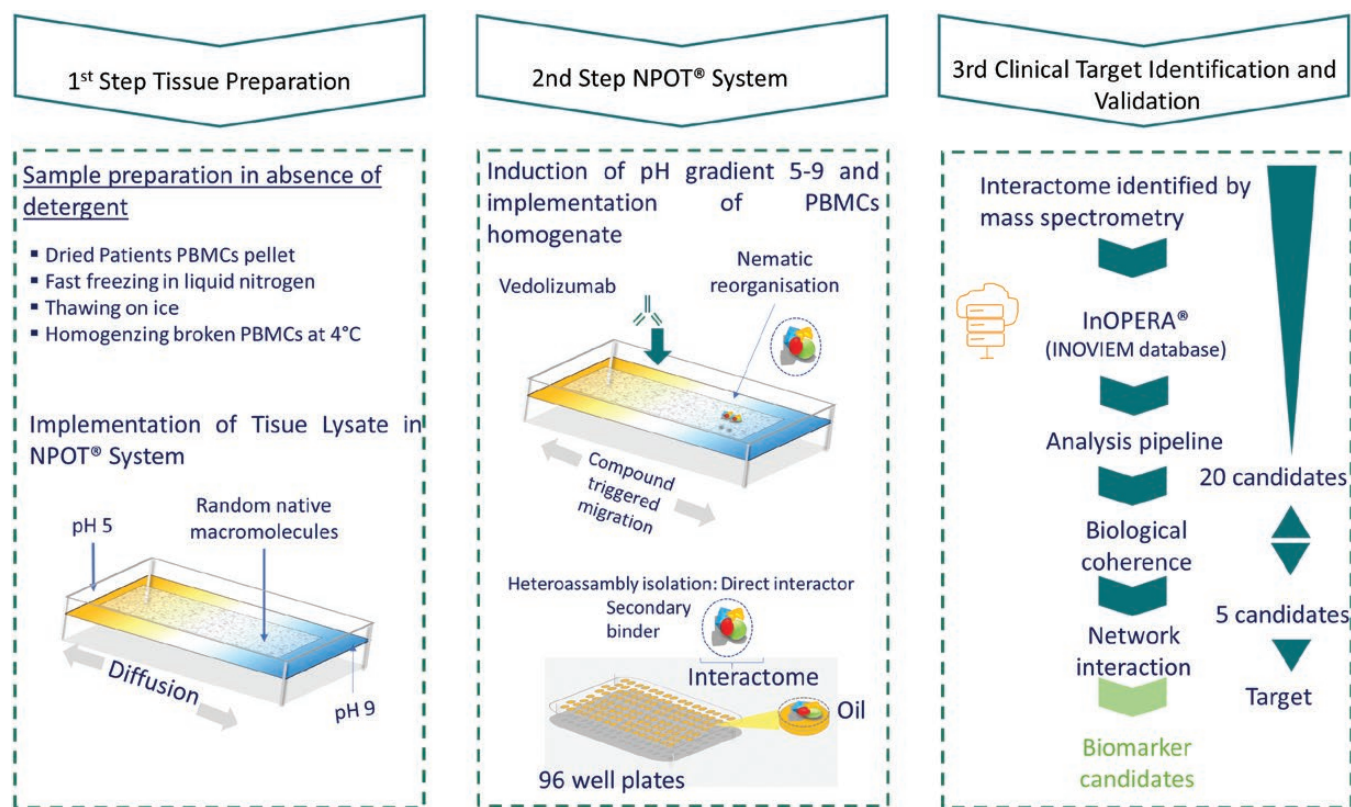 1st Step Tissue Preparation
Sample preparation in absence of
detergent
▪ Dried Patients PBMCs pellet
▪ Fast freezing in liquid nitrogen
▪ Thawing on ice
▪ Homogenzing broken PBMCs at 4°C
Implementation of Tisue Lysate in
NPOT® System
pH 5
Random native
macromolecules
Diffusion
pH 9
2nd Step NPOT® System
Induction of pH gradient 5-9 and
implementation of PBMCs
homogenate
Vedolizumab
Nematic
reorganisation
Compound
triggered
migration
Heteroassambly isolation: Direct interactor
Secondary
binder
Interactome
Oil
96 well plates
3rd Clinical Target Identification and
Validation
Interactome identified by
mass spectrometry
InOPERA®
(INOVIEM database)
Analysis pipeline
20 candidates
Biological
coherence
5 candidates
Network
interaction
Target
Biomarker
candidates